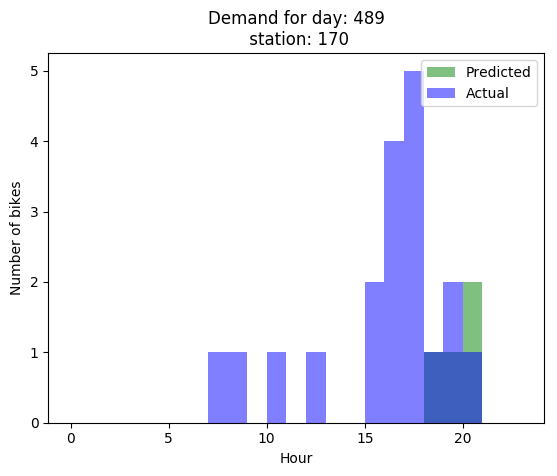 Demand for day: 489
station: 170
Predicted
Actual
Number of bikes
5
4
3
2
1
0
0
5
10
15
20
Hour